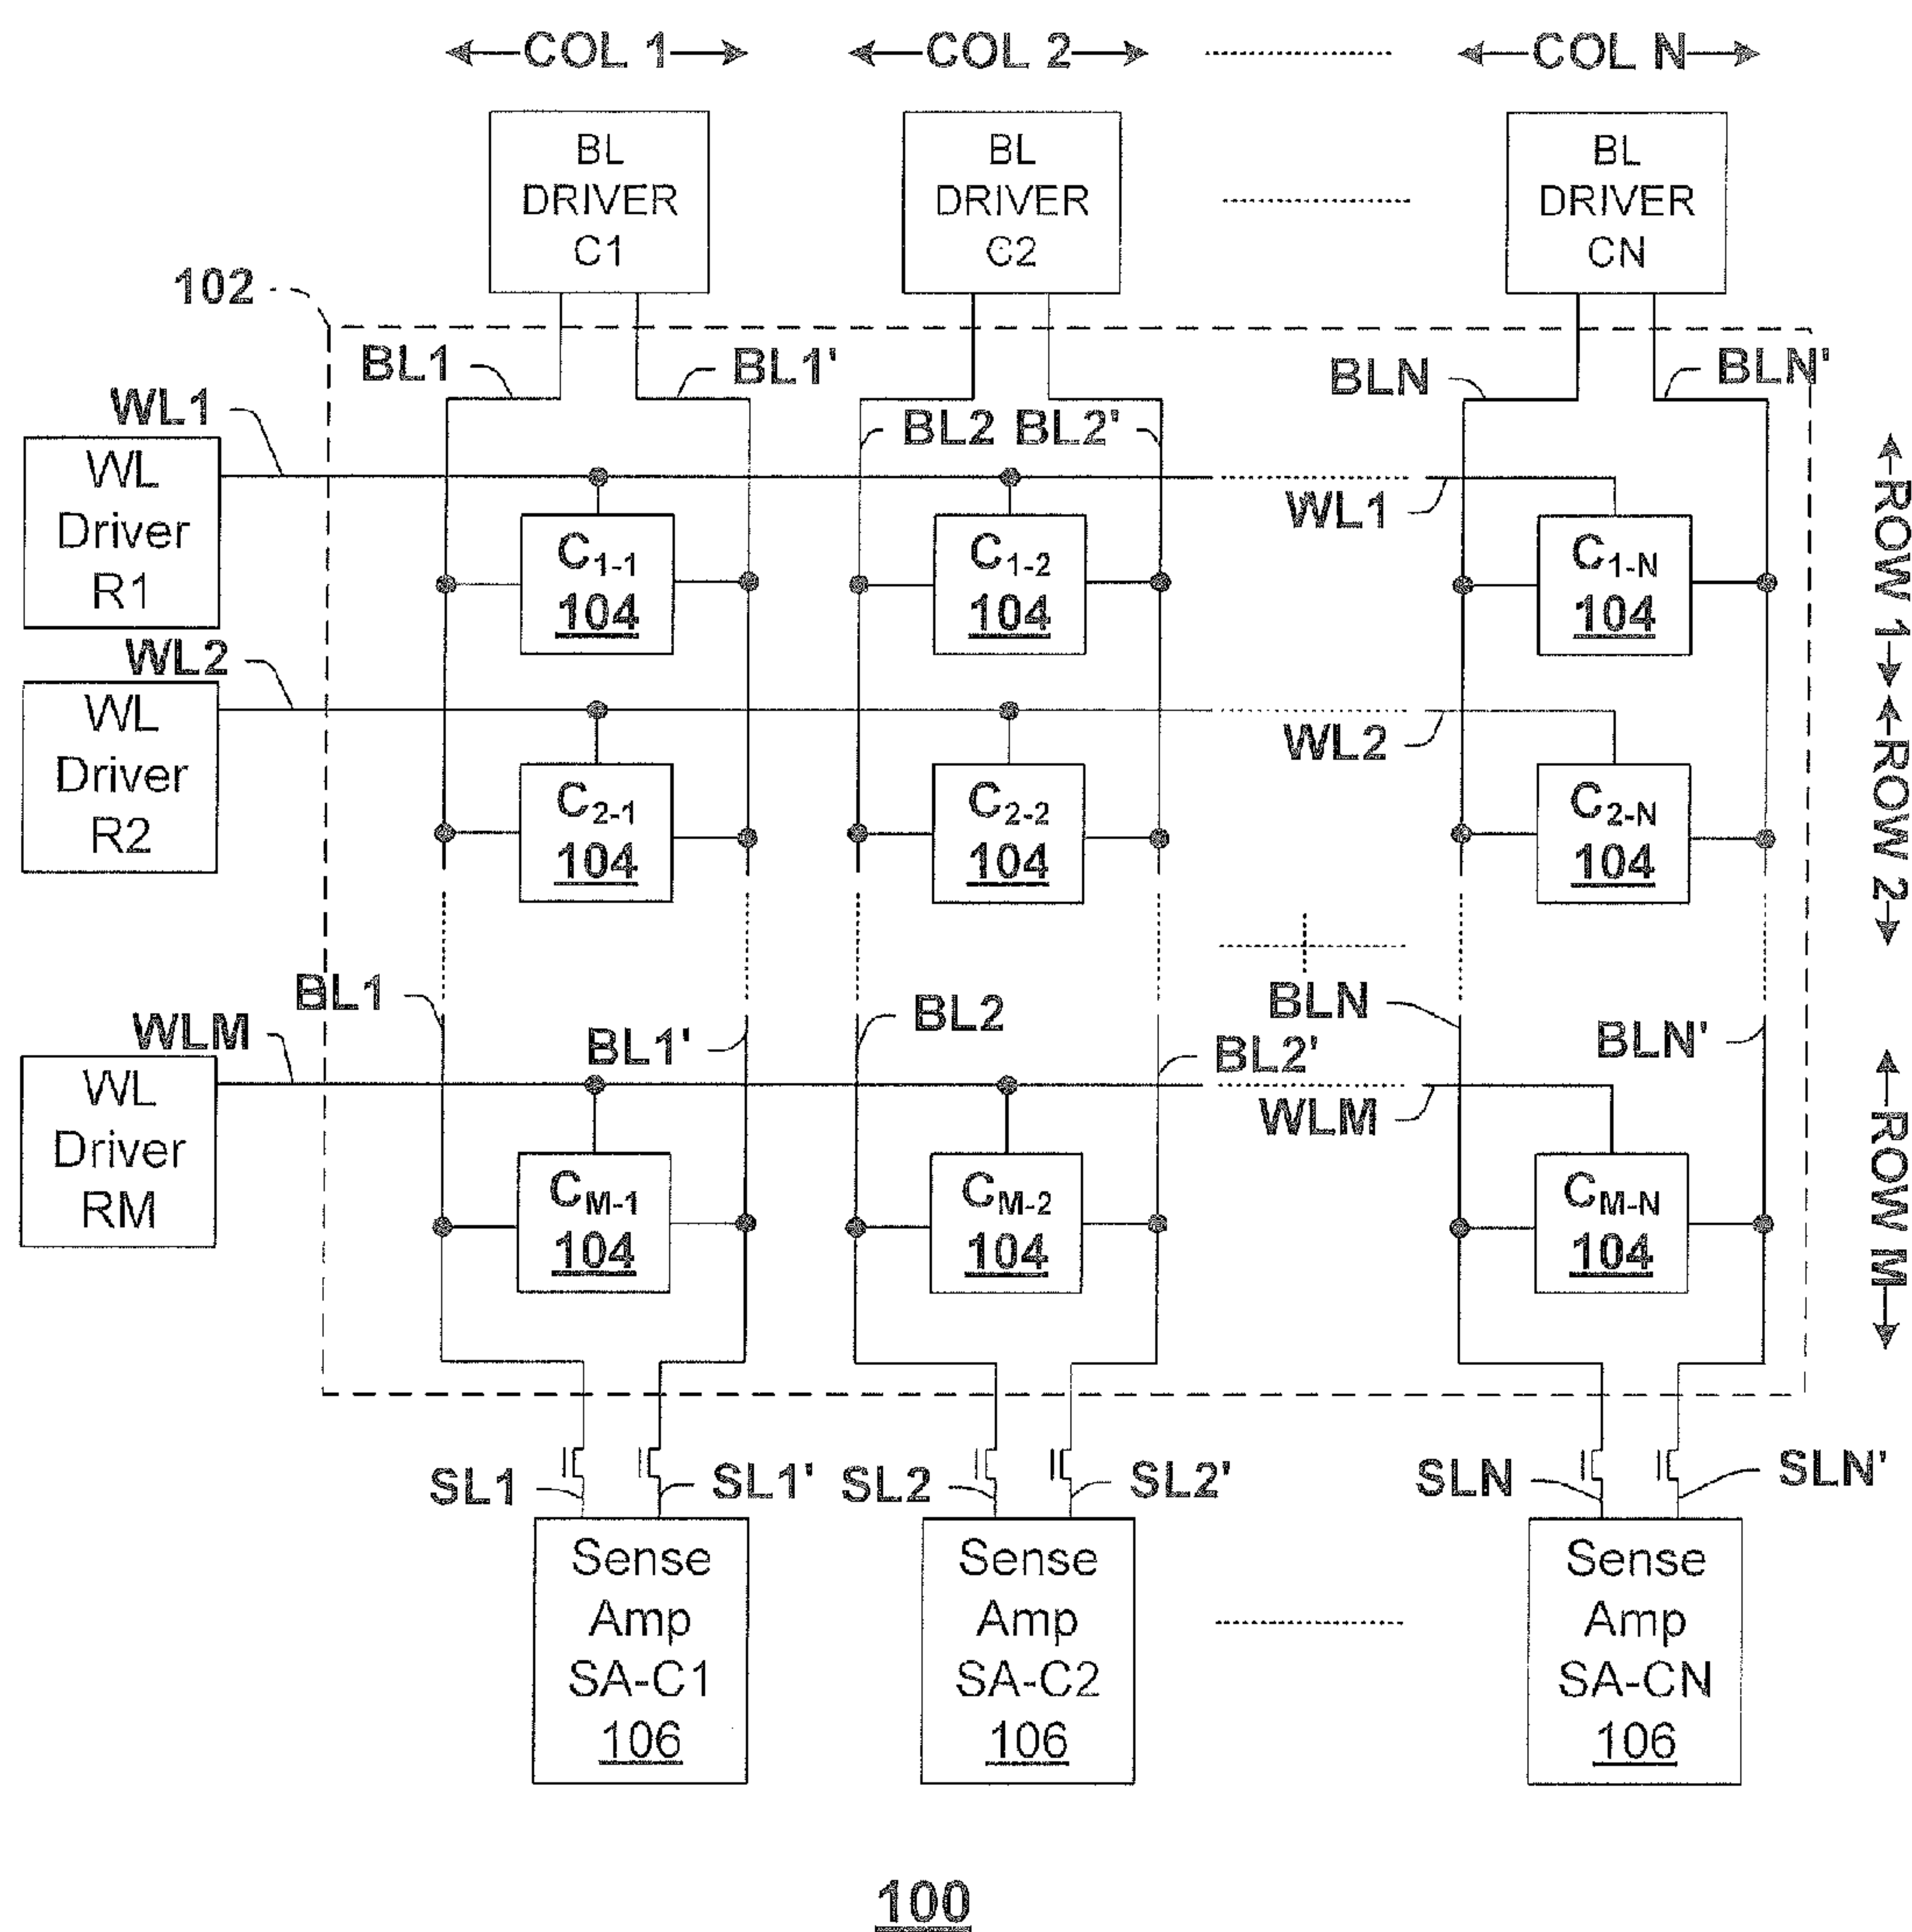 COL 1 COL 2 COL N
BL
DRIVER
C1
BL
DRIVER
C2
BL
DRIVER
CN
102
BL1 BL1' BLN BLN'
WL1 BL2 BL2'
WL
Driver
R1
WL1
C1-1
104
C1-2
104
C1-N
104
ROW 1
WL2
WL
Driver
R2
WL2
C2-1
104
C2-2
104
C2-N
104
ROW 2
BL1 BL2 BLN
WLM BL1' BL2' BLN'
WL
Driver
RM
WLM
CM-1
104
CM-2
104
CM-N
104
ROW M
SL1 SL1' SL2 SL2' SLN SLN'
Sense
Amp
SA-C1
106
Sense
Amp
SA-C2
106
Sense
Amp
SA-CN
106
100